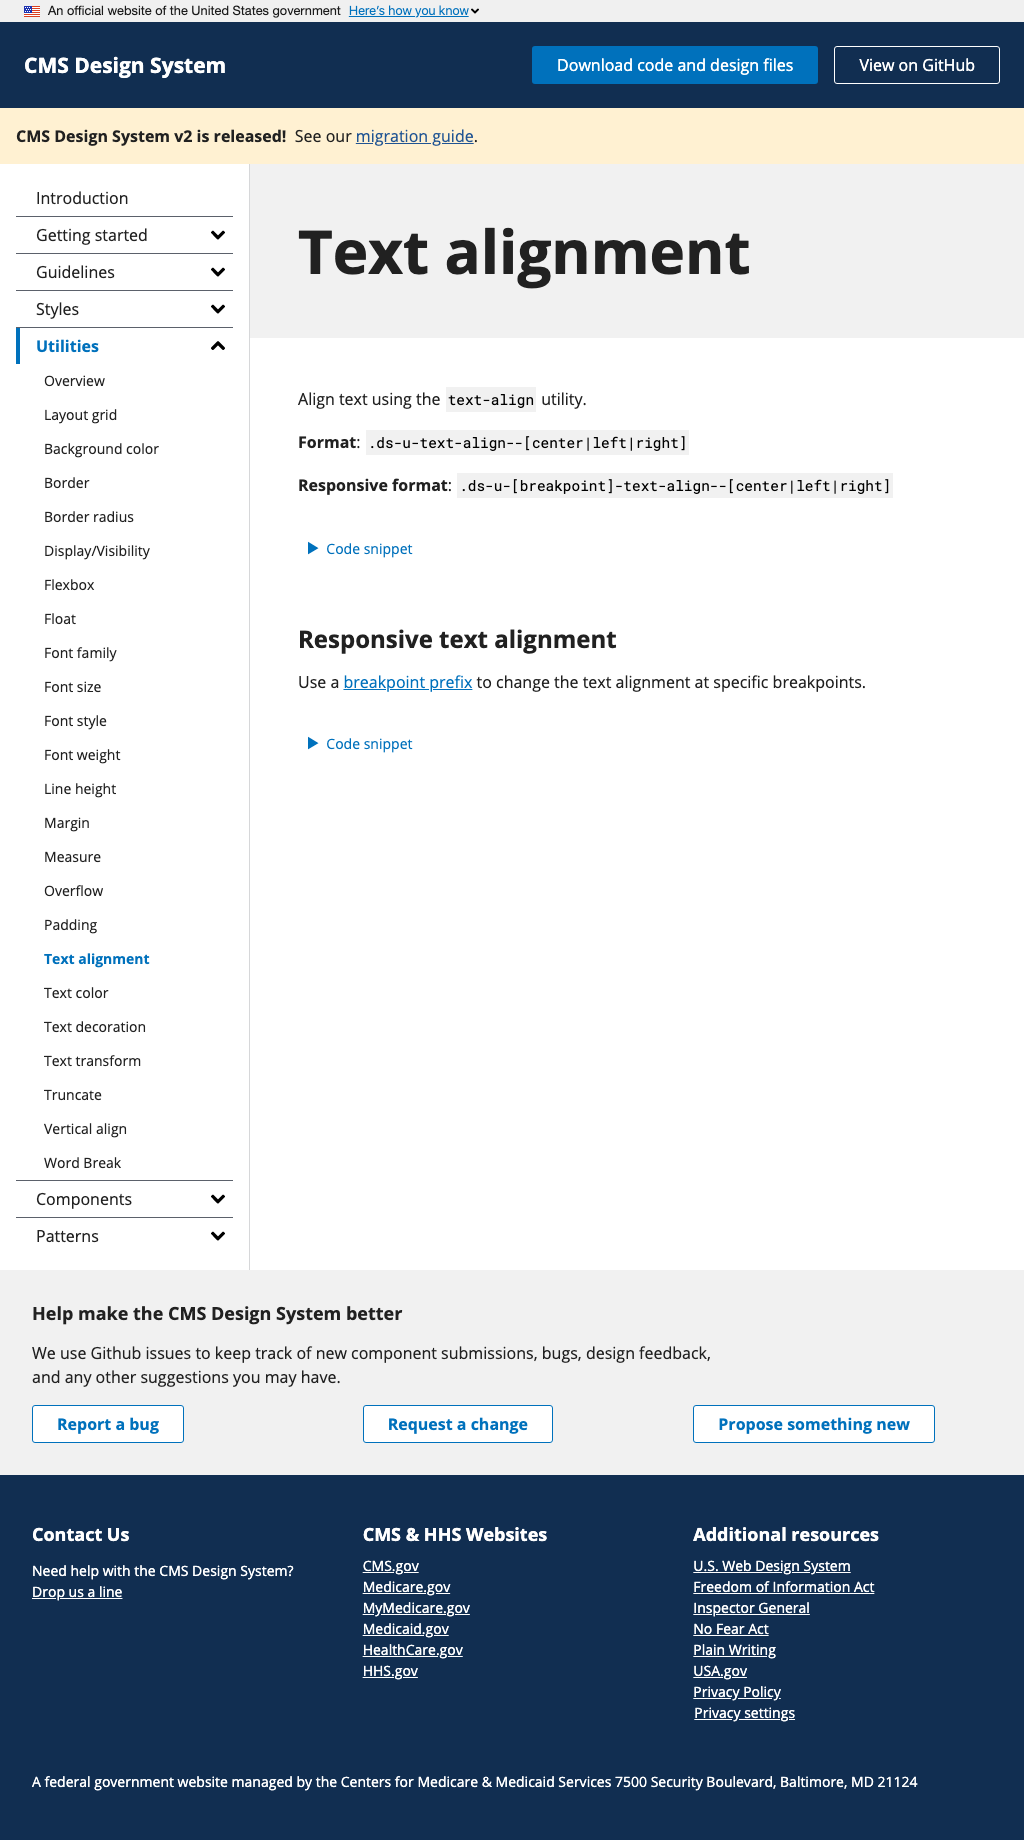 An official website of the United States government Here's how you know
CMS Design System
Download code and design files
View on GitHub
CMS Design System v2 is released! See our migration guide.
Introduction
Getting started
Guidelines
Styles
Utilities
Overview
Layout grid
Background color
Border
Border radius
Display/Visibility
Flexbox
Float
Font family
Font size
Font style
Font weight
Line height
Margin
Measure
Overflow
Padding
Text alignment
Text color
Text decoration
Text transform
Truncate
Vertical align
Word Break
Components
Patterns
Text alignment
Align text using the text-align utility.
Format: .ds-u-text-align--[center|left|right]
Responsive format: .ds-u-[breakpoint]-text-align--[center|left|right]
Code snippet
Responsive text alignment
Use a breakpoint prefix to change the text alignment at specific breakpoints.
Code snippet
Help make the CMS Design System better
We use Github issues to keep track of new component submissions, bugs, design feedback,
and any other suggestions you may have.
Report a bug
Request a change
Propose something new
Contact Us
Need help with the CMS Design System?
Drop us a line
CMS & HHS Websites
CMS.gov
Medicare.gov
MyMedicare.gov
Medicaid.gov
HealthCare.gov
HHS.gov
Additional resources
U.S. Web Design System
Freedom of Information Act
Inspector General
No Fear Act
Plain Writing
USA.gov
Privacy Policy
Privacy settings
A federal government website managed by the Centers for Medicare & Medicaid Services 7500 Security Boulevard, Baltimore, MD 21124